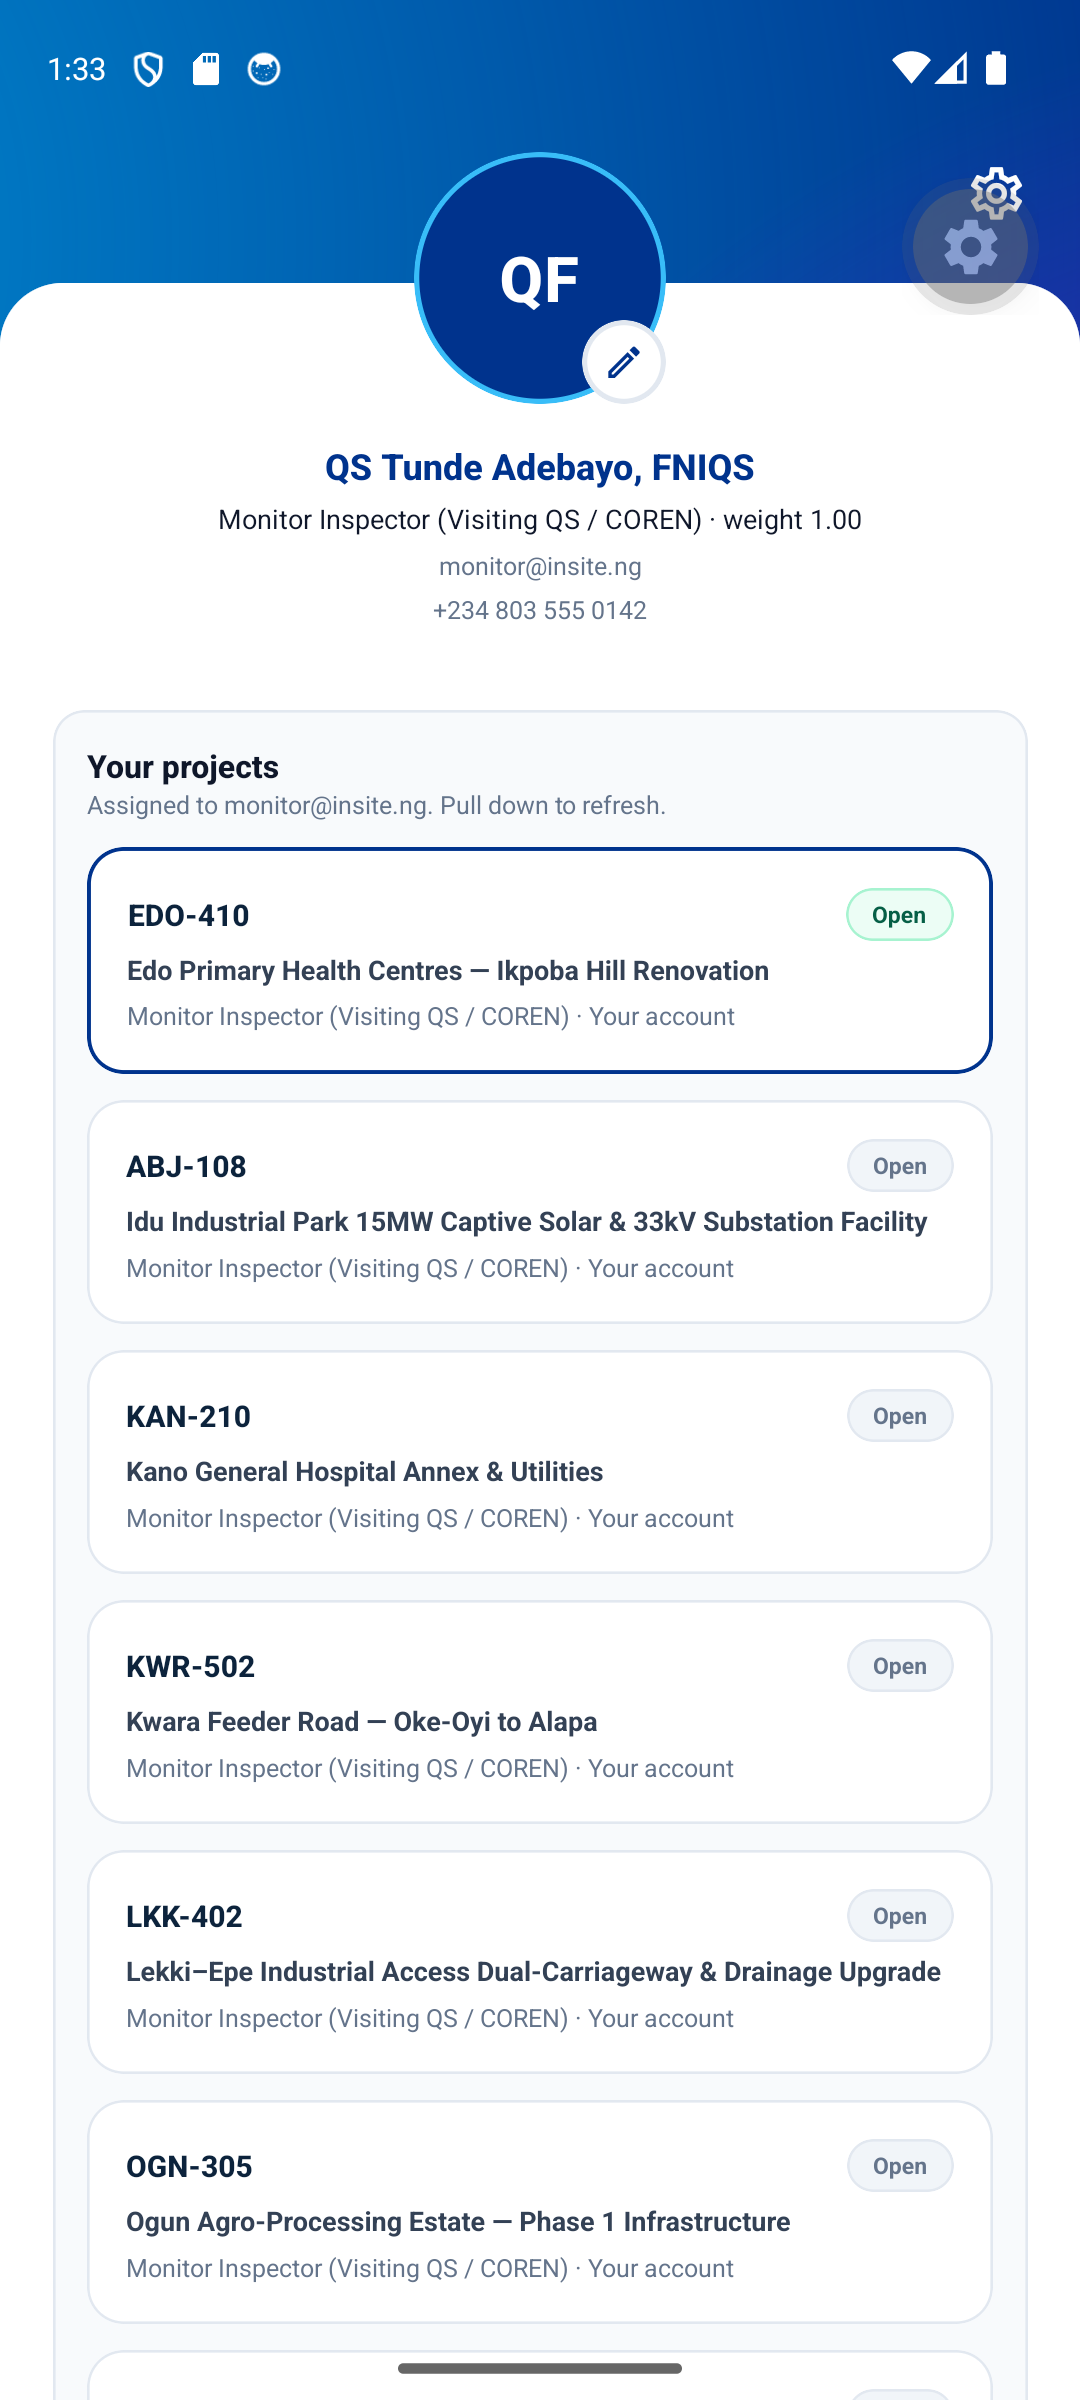 1:33
QF
QS Tunde Adebayo, FNIQS
Monitor Inspector (Visiting QS / COREN) · weight 1.00
monitor@insite.ng
+234 803 555 0142
Your projects
Assigned to monitor@insite.ng. Pull down to refresh.
EDO-410
Open
Edo Primary Health Centres — Ikpoba Hill Renovation
Monitor Inspector (Visiting QS / COREN) · Your account
ABJ-108
Open
Idu Industrial Park 15MW Captive Solar & 33kV Substation Facility
Monitor Inspector (Visiting QS / COREN) · Your account
KAN-210
Open
Kano General Hospital Annex & Utilities
Monitor Inspector (Visiting QS / COREN) · Your account
KWR-502
Open
Kwara Feeder Road — Oke-Oyi to Alapa
Monitor Inspector (Visiting QS / COREN) · Your account
LKK-402
Open
Lekki–Epe Industrial Access Dual-Carriageway & Drainage Upgrade
Monitor Inspector (Visiting QS / COREN) · Your account
OGN-305
Open
Ogun Agro-Processing Estate — Phase 1 Infrastructure
Monitor Inspector (Visiting QS / COREN) · Your account